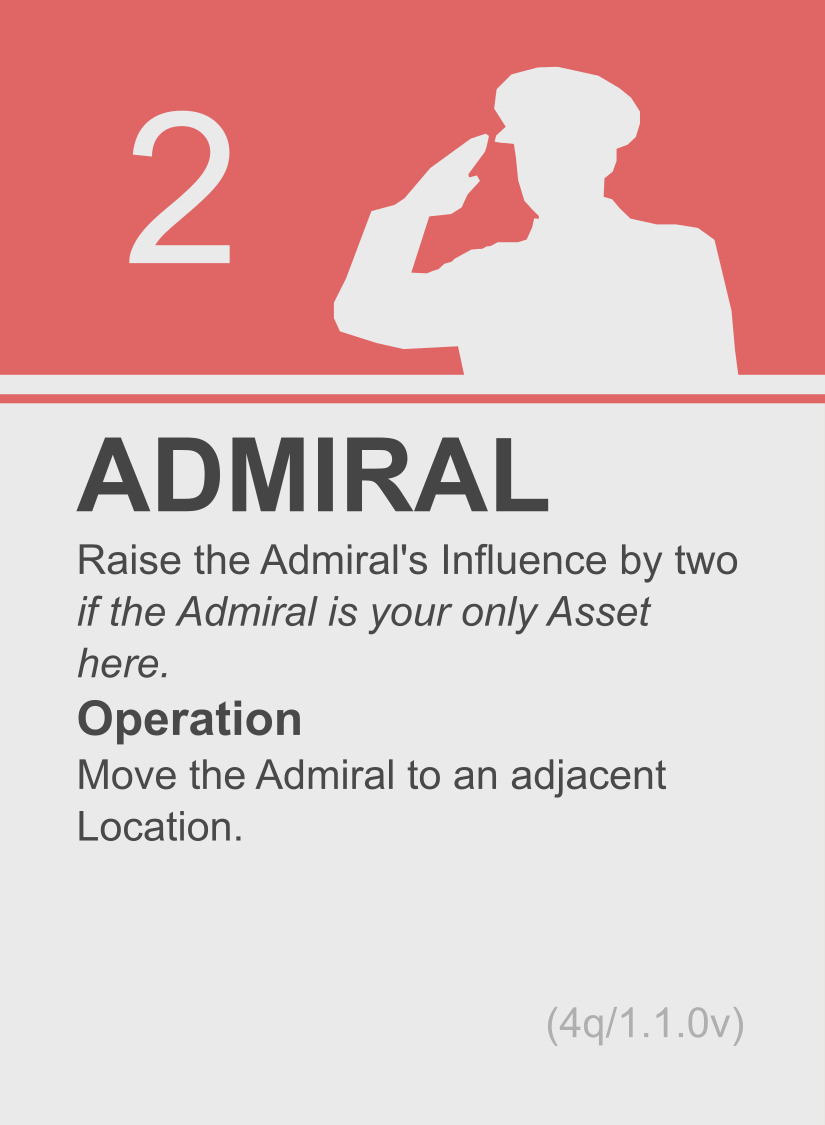 2
ADMIRAL
Raise the Admiral's Influence by two
if the Admiral is your only Asset
here.
Operation
Move the Admiral to an adjacent
Location.
(4q/1.1.0v)